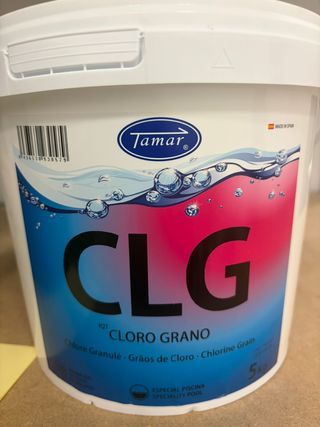 Tamar®
MADE IN SPAIN
CLG
CLORO GRANO
Chlore Granulé - Grãos de Cloro - Chlorine Grain
ESPECIAL PISCINA
SPECIALITY POOL
5 kg